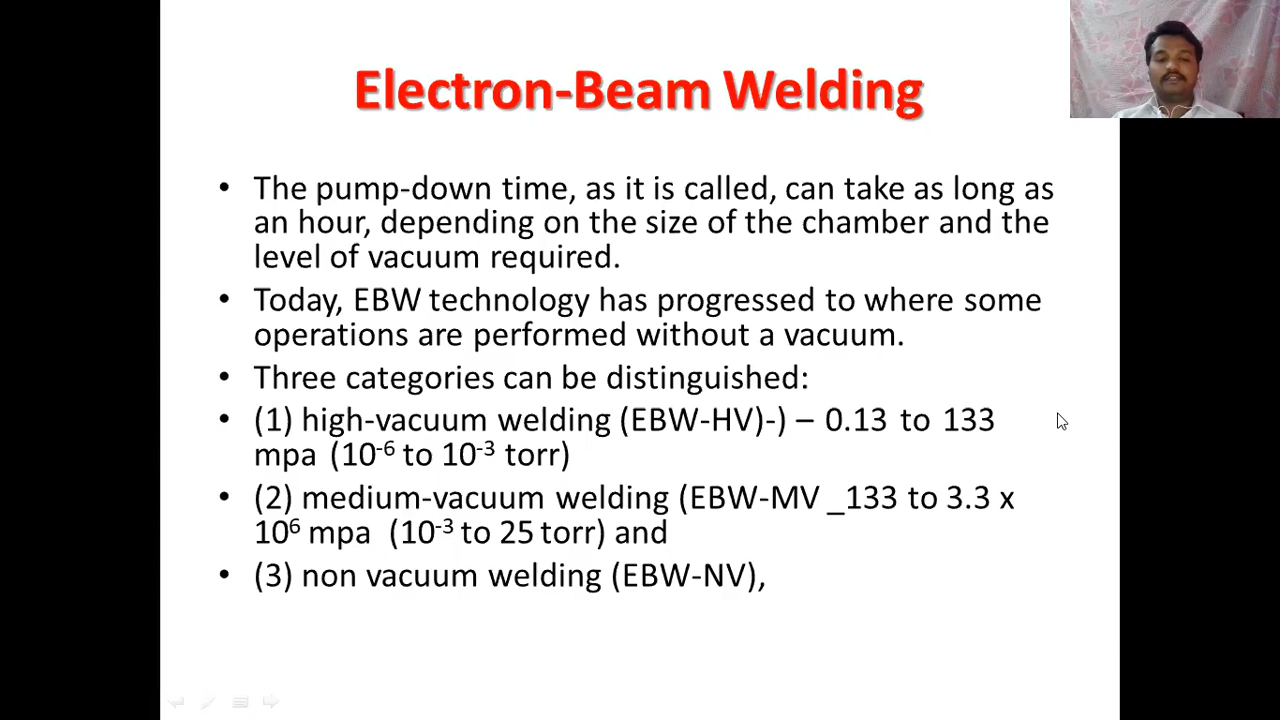 Electron-Beam Welding
• The pump-down time, as it is called, can take as long as
an hour, depending on the size of the chamber and the
level of vacuum required.
• Today, EBW technology has progressed to where some
operations are performed without a vacuum.
• Three categories can be distinguished:
• (1) high-vacuum welding (EBW-HV)-) – 0.13 to 133
mpa (10⁻⁶ to 10⁻³ torr)
• (2) medium-vacuum welding (EBW-MV _133 to 3.3 x
10⁶ mpa (10⁻³ to 25 torr) and
• (3) non vacuum welding (EBW-NV),